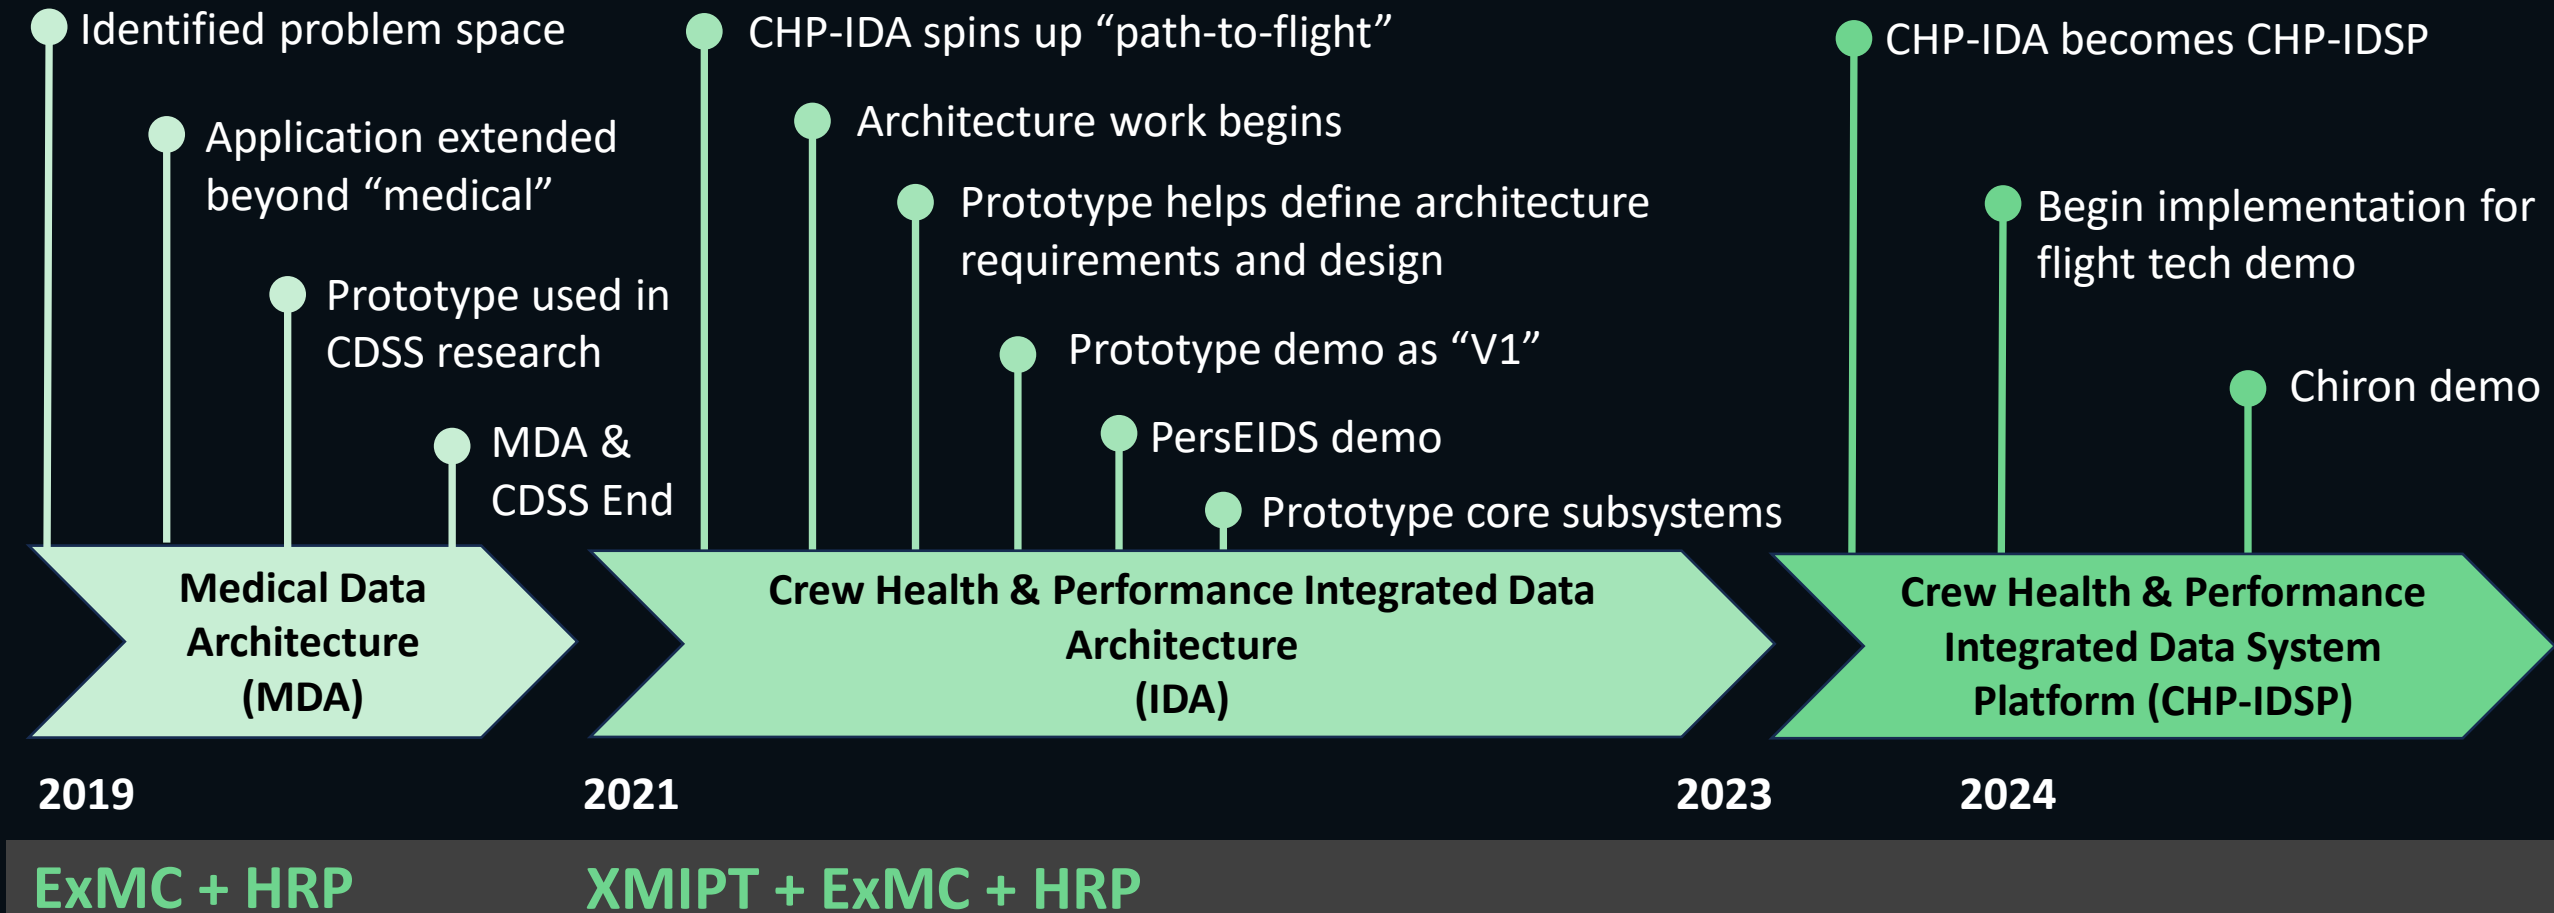 Identified problem space
Application extended
beyond “medical”
Prototype used in
CDSS research
MDA &
CDSS End
CHP-IDA spins up “path-to-flight”
Architecture work begins
Prototype helps define architecture
requirements and design
Prototype demo as “V1”
PersEIDS demo
Prototype core subsystems
CHP-IDA becomes CHP-IDSP
Begin implementation for
flight tech demo
Chiron demo
Medical Data
Architecture
(MDA)
Crew Health & Performance Integrated Data
Architecture
(IDA)
Crew Health & Performance
Integrated Data System
Platform (CHP-IDSP)
2019
2021
2023
2024
ExMC + HRP
XMIPT + ExMC + HRP